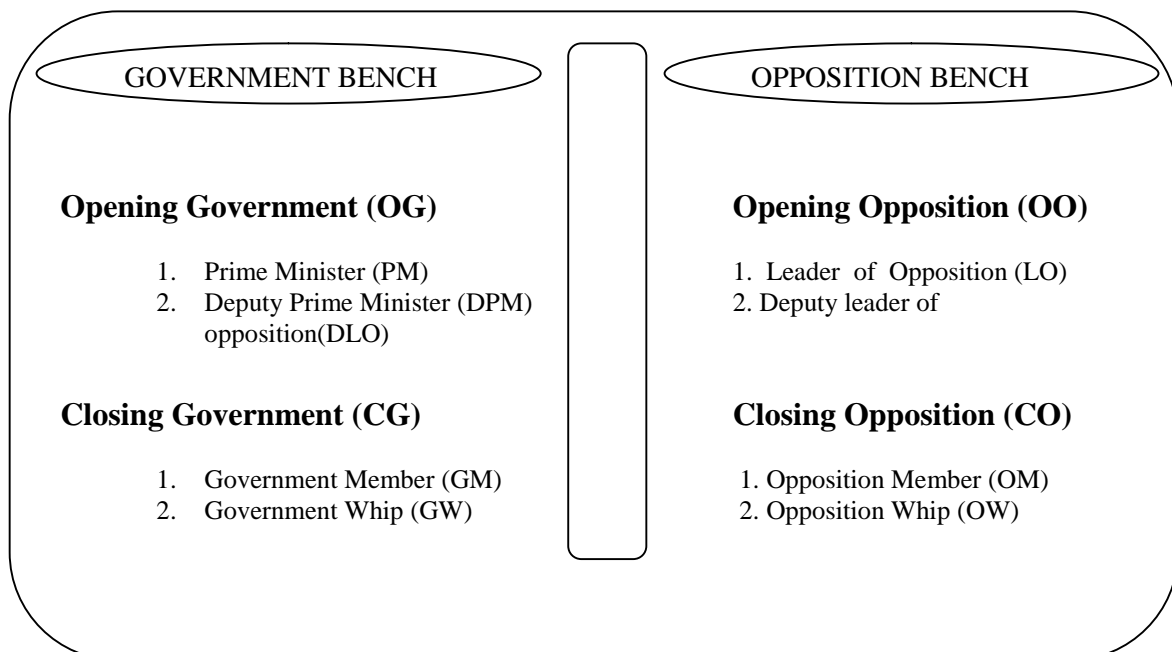 GOVERNMENT BENCH
OPPOSITION BENCH
Opening Government (OG)
1. Prime Minister (PM)
2. Deputy Prime Minister (DPM)
opposition(DLO)
Opening Opposition (OO)
1. Leader of Opposition (LO)
2. Deputy leader of
Closing Government (CG)
1. Government Member (GM)
2. Government Whip (GW)
Closing Opposition (CO)
1. Opposition Member (OM)
2. Opposition Whip (OW)